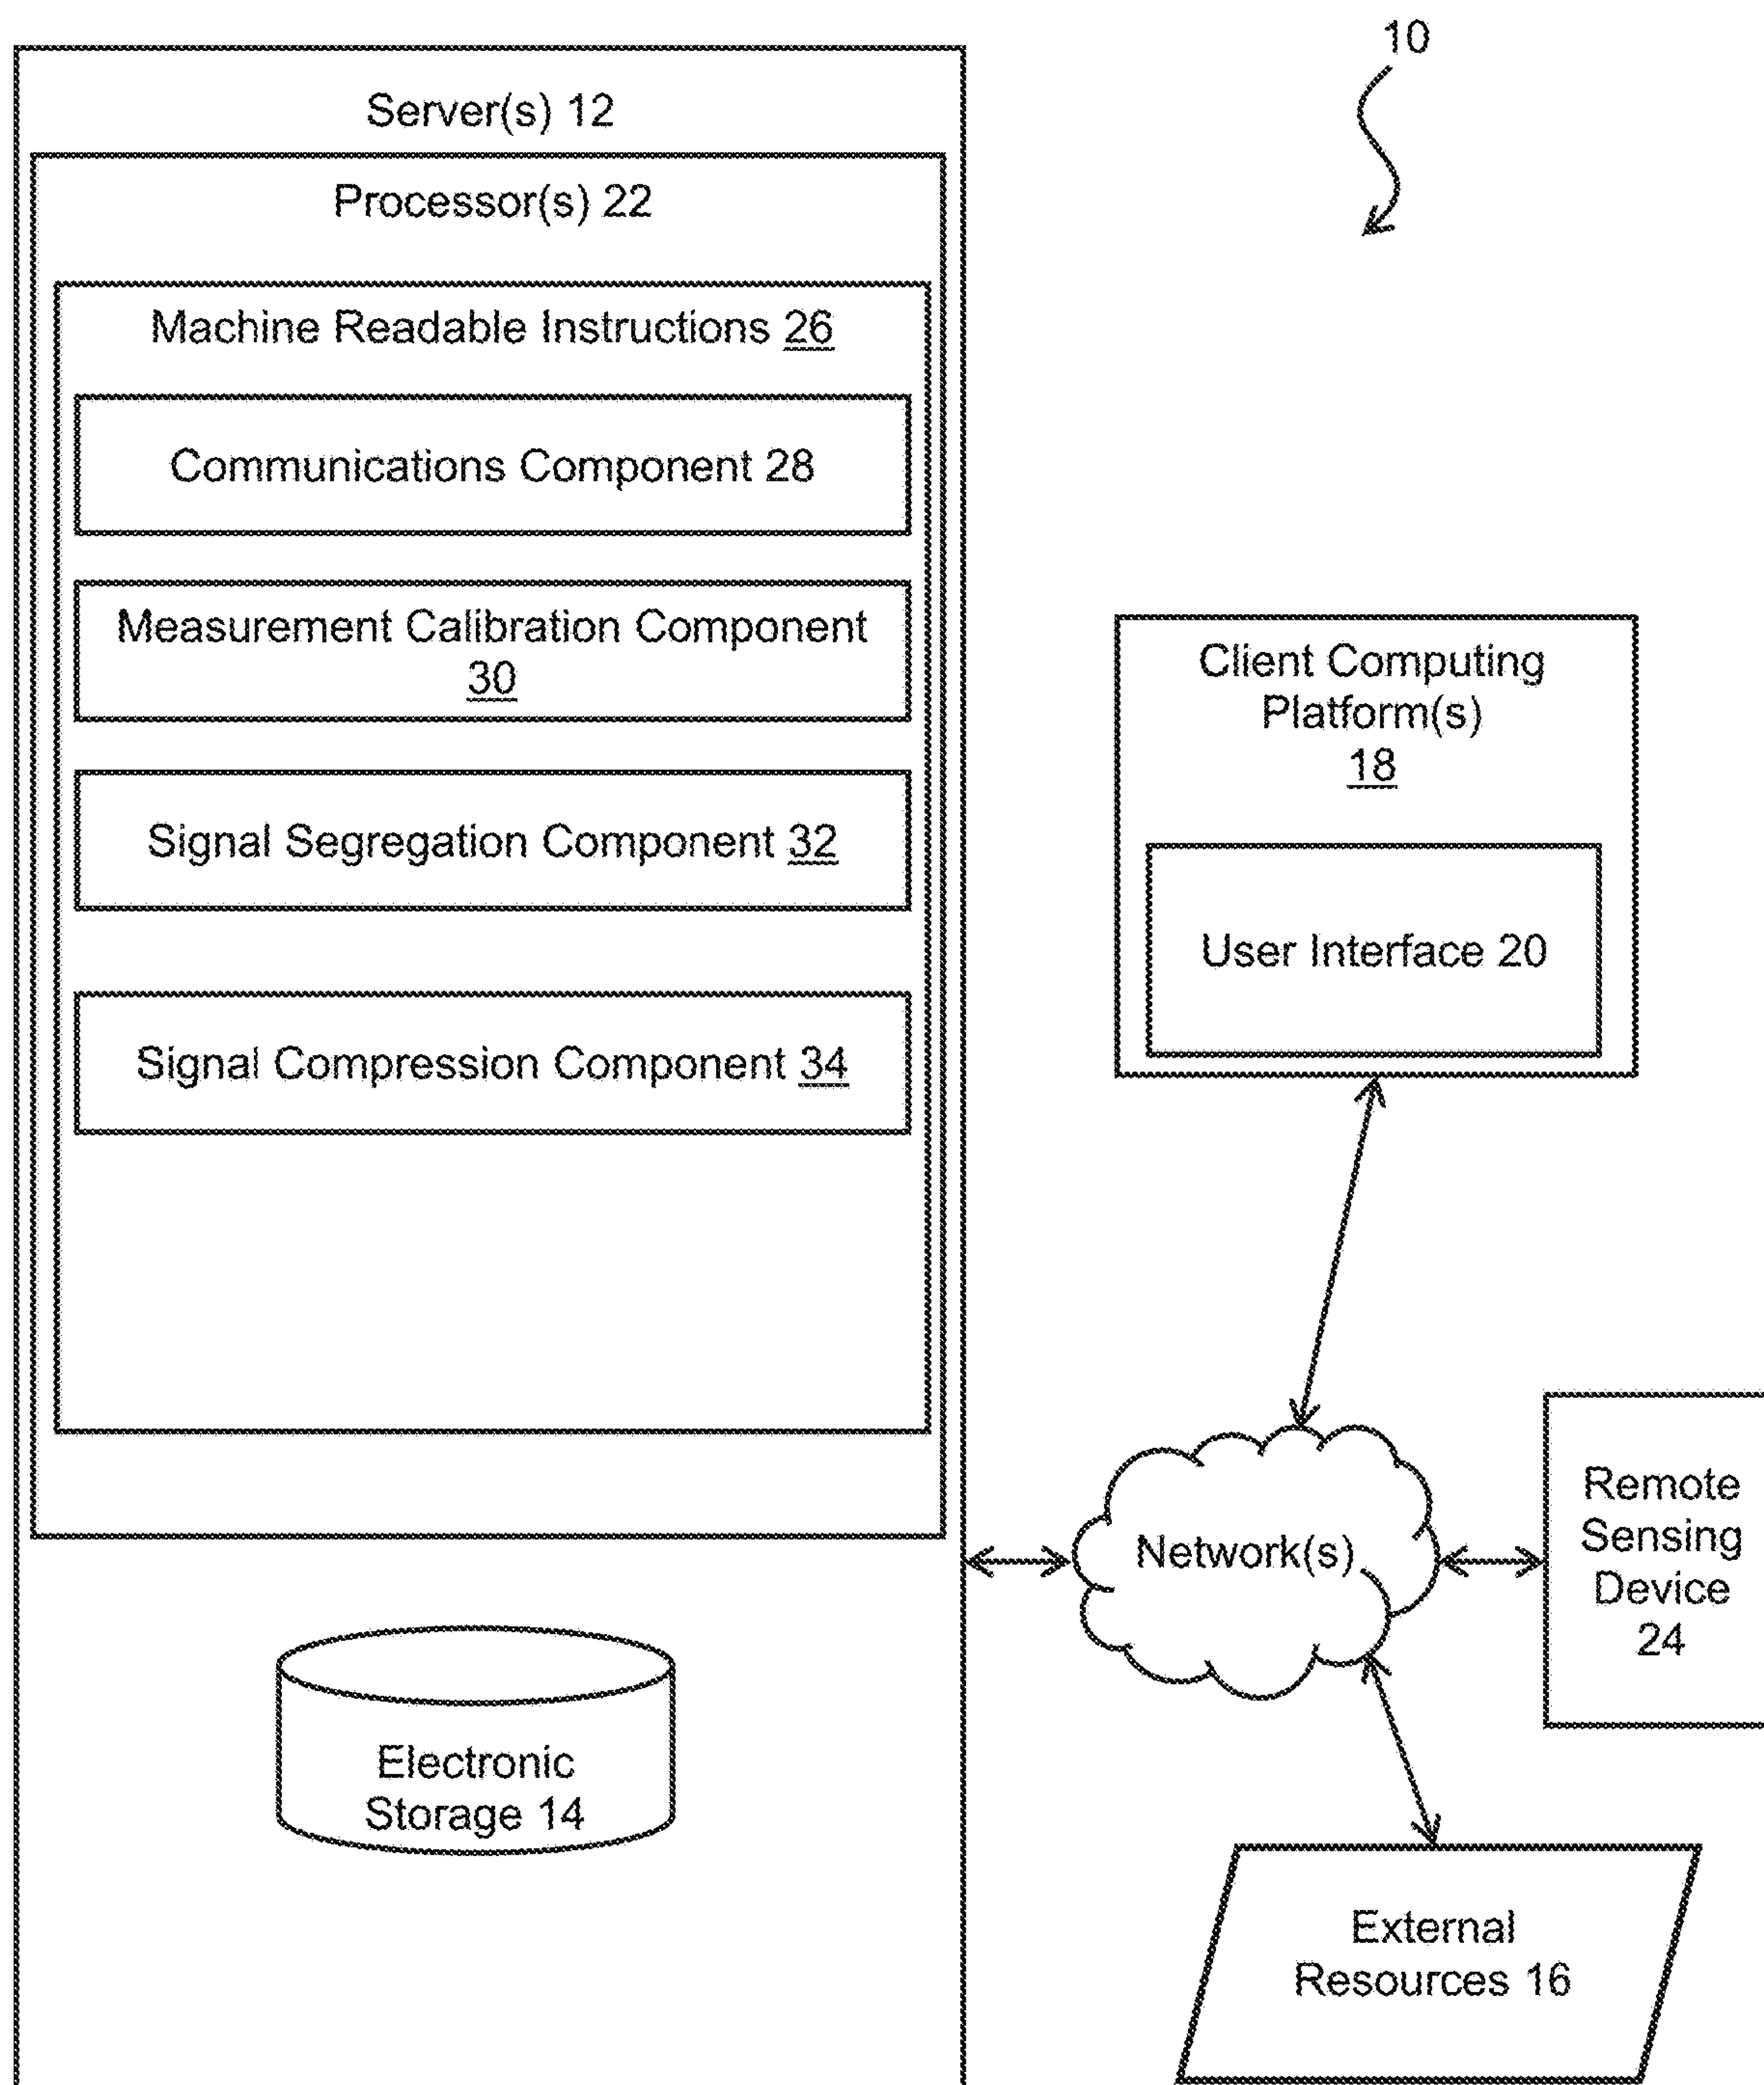 10
Server(s) 12
Processor(s) 22
Machine Readable Instructions 26
Communications Component 28
Measurement Calibration Component
30
Signal Segregation Component 32
Signal Compression Component 34
Electronic
Storage 14
Client Computing
Platform(s)
18
User Interface 20
Network(s)
Remote
Sensing
Device
24
External
Resources 16